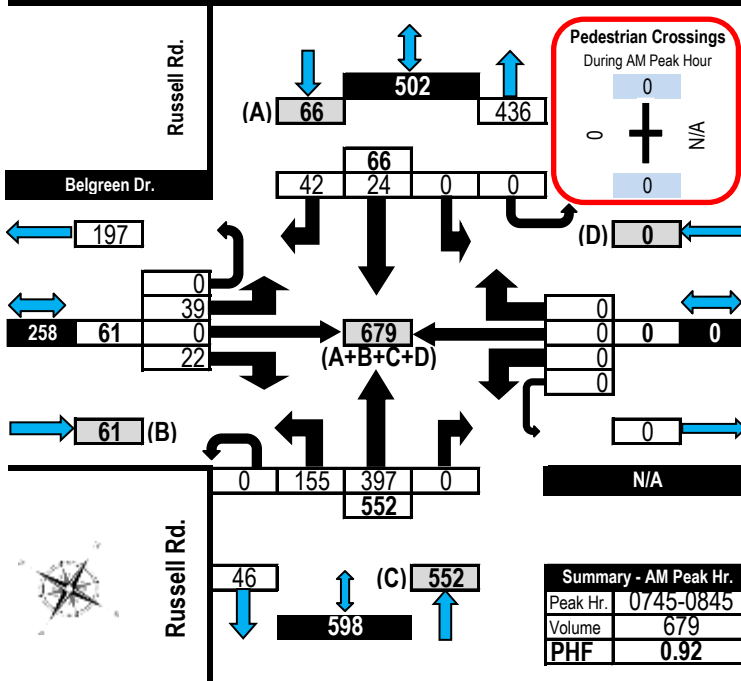 Russell Rd.
Pedestrian Crossings
During AM Peak Hour
0
0
N/A
0
502
(A) 66
436
66
42 24 0 0
Belgreen Dr.
197
(D) 0
0
39
0
22
258 61
679
(A+B+C+D)
0
0
0
0
0 0
61 (B)
0
0 155 397 0
552
N/A
Russell Rd.
46
(C) 552
598
Summary - AM Peak Hr.
Peak Hr. 0745-0845
Volume 679
PHF 0.92